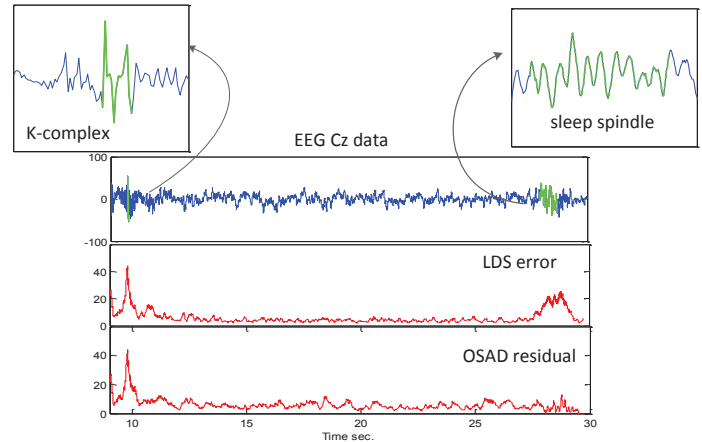 K-complex
sleep spindle
EEG Cz data
100
0
-100
LDS error
40
20
0
OSAD residual
40
20
0
10 15 20 25 30
Time sec.